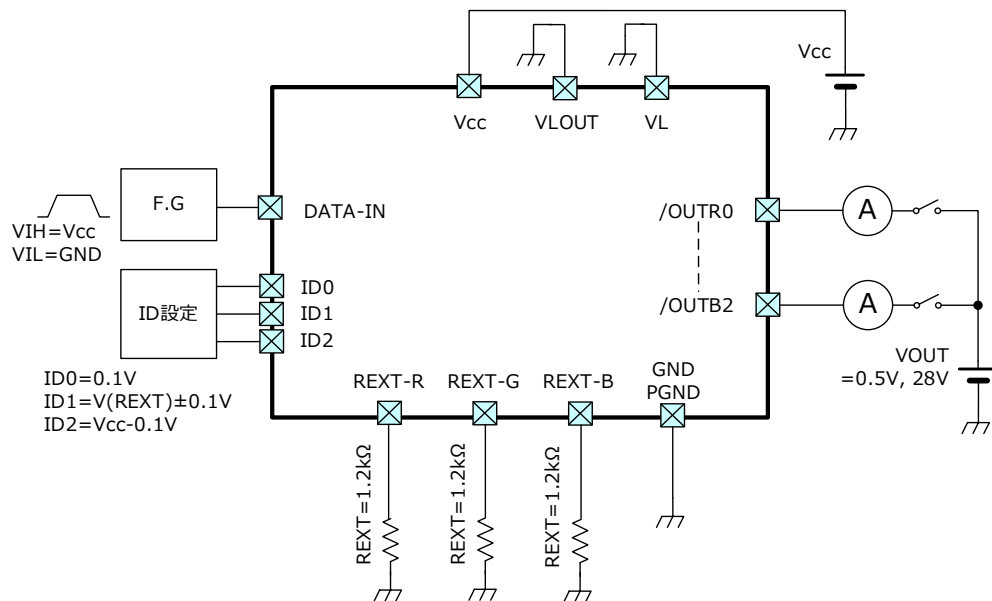 Vcc
Vcc
VLOUT
VL
F.G
DATA-IN
VIH=Vcc
VIL=GND
/OUTR0
A
ID設定
ID0
ID1
ID2
/OUTB2
A
ID0=0.1V
ID1=V(REXT)±0.1V
ID2=Vcc-0.1V
VOUT
=0.5V, 28V
REXT-R
REXT-G
REXT-B
GND
PGND
REXT=1.2kΩ
REXT=1.2kΩ
REXT=1.2kΩ